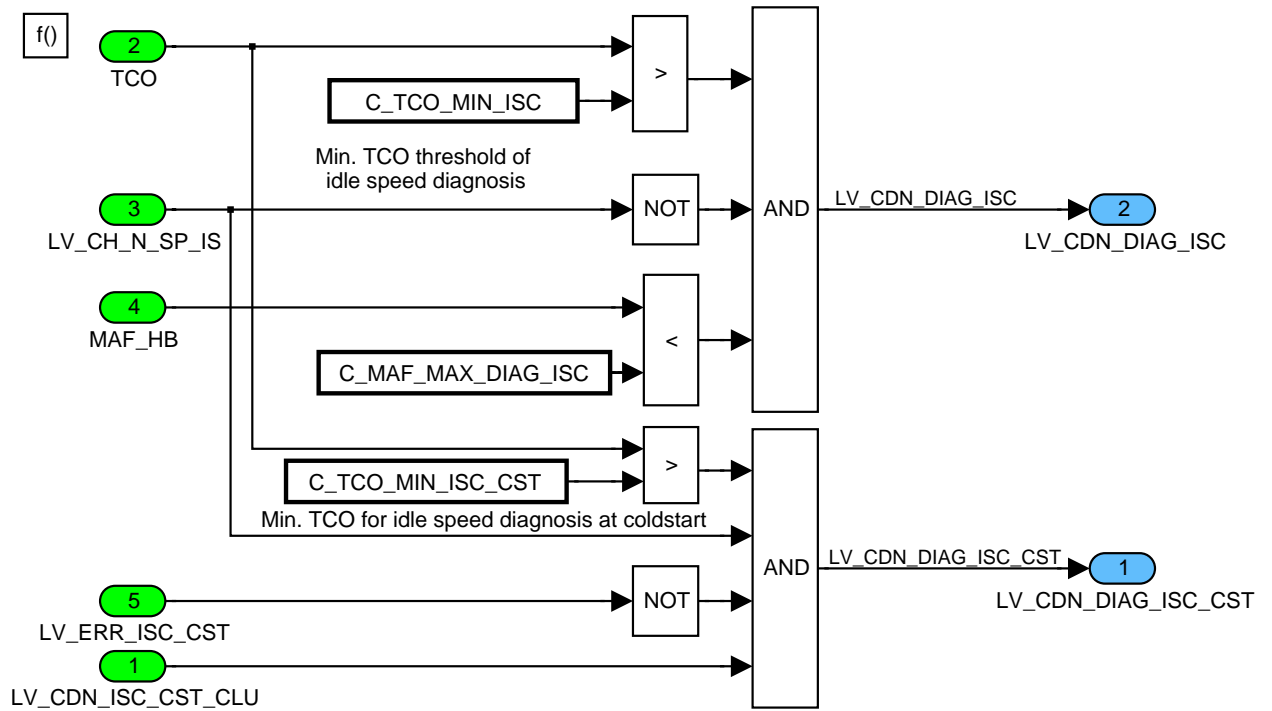 f()
2
TCO
>
C_TCO_MIN_ISC
Min. TCO threshold of
idle speed diagnosis
3
LV_CH_N_SP_IS
NOT
AND
LV_CDN_DIAG_ISC
2
LV_CDN_DIAG_ISC
4
MAF_HB
<
C_MAF_MAX_DIAG_ISC
>
C_TCO_MIN_ISC_CST
Min. TCO for idle speed diagnosis at coldstart
AND
LV_CDN_DIAG_ISC_CST
1
LV_CDN_DIAG_ISC_CST
5
LV_ERR_ISC_CST
NOT
1
LV_CDN_ISC_CST_CLU